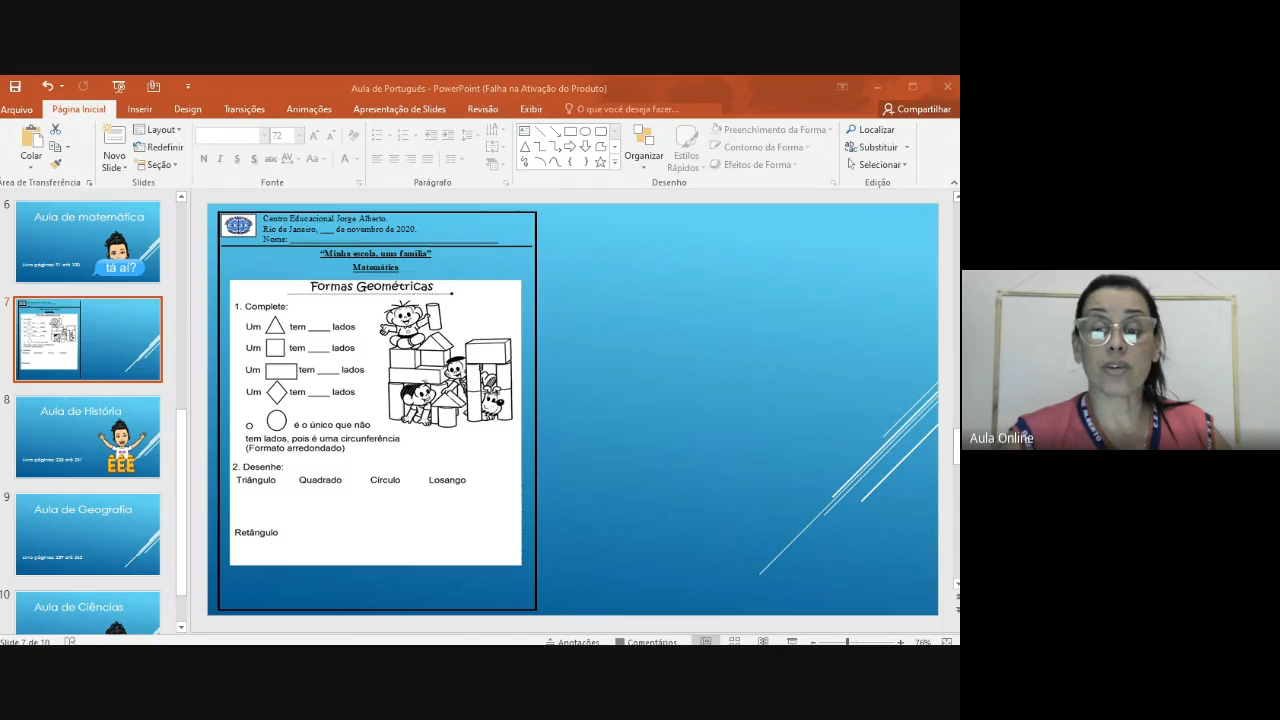 Aula de Português - PowerPoint (Falha na Ativação do Produto)
Arquivo Página Inicial Inserir Design Transições Animações Apresentação de Slides Revisão Exibir O que você deseja fazer... Compartilhar
Colar
Novo Slide
Layout
Redefinir
Seção
72
N I S S abc AV Aa A
Organizar
Estilos Rápidos
Preenchimento da Forma
Contorno da Forma
Efeitos de Forma
Localizar
Substituir
Selecionar
Área de Transferência Slides Fonte Parágrafo Desenho Edição
6
Aula de matemática
tá aí?
7
8
Aula de História
9
Aula de Geografia
10
Aula de Ciências
Centro Educacional Jorge Alberto.
Rio de Janeiro, ___ de novembro de 2020.
Nome: ___
“Minha escola, uma família”
Matemática
Formas Geométricas
1. Complete:
Um tem ____ lados
Um tem ____ lados
Um tem ____ lados
Um tem ____ lados
O é o único que não
tem lados, pois é uma circunferência
(Formato arredondado)
2. Desenhe:
Triângulo Quadrado Círculo Losango
Retângulo
Slide 7 de 10 Anotações Comentários 76%
Aula Online